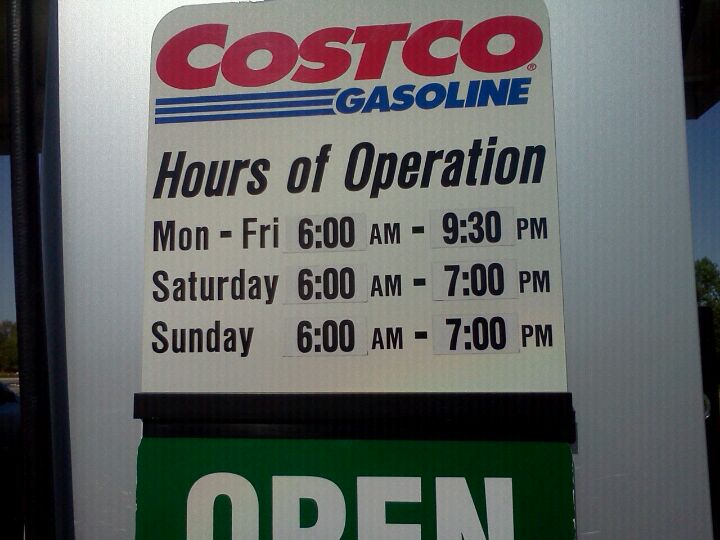 COSTCO®
GASOLINE
Hours of Operation
Mon - Fri 6:00 AM - 9:30 PM
Saturday 6:00 AM - 7:00 PM
Sunday 6:00 AM - 7:00 PM
OPEN